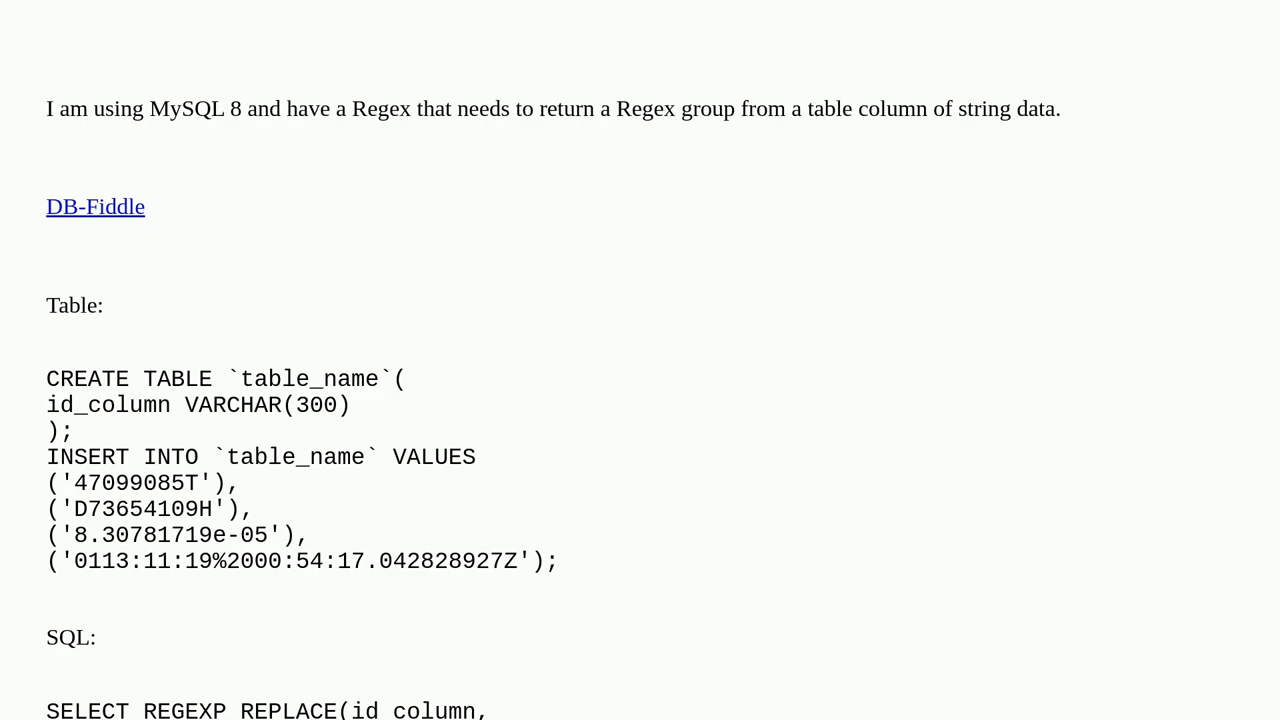 I am using MySQL 8 and have a Regex that needs to return a Regex group from a table column of string data.
DB-Fiddle
Table:
CREATE TABLE `table_name`(
id_column VARCHAR(300)
);
INSERT INTO `table_name` VALUES
('47099085T'),
('D73654109H'),
('8.30781719e-05'),
('0113:11:19%2000:54:17.042828927Z');
SQL:
SELECT REGEXP_REPLACE(id_column,